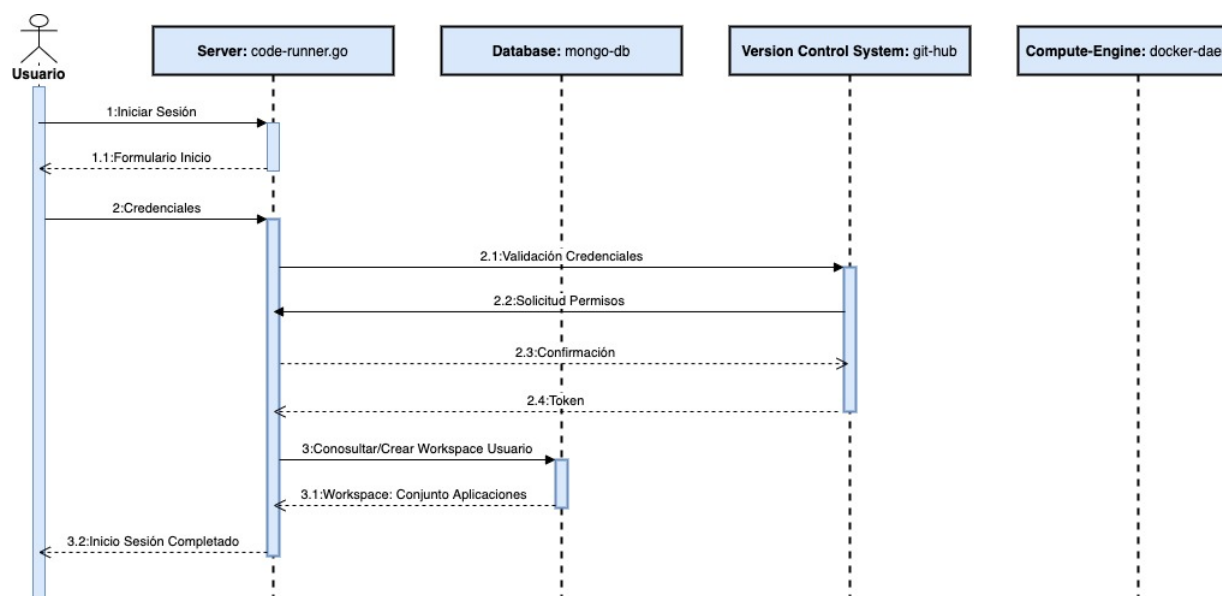 Usuario
Server: code-runner.go
Database: mongo-db
Version Control System: git-hub
Compute-Engine: docker-dae
1:Iniciar Sesión
1.1:Formulario Inicio
2:Credenciales
2.1:Validación Credenciales
2.2:Solicitud Permisos
2.3:Confirmación
2.4:Token
3:Conosultar/Crear Workspace Usuario
3.1:Workspace: Conjunto Aplicaciones
3.2:Inicio Sesión Completado